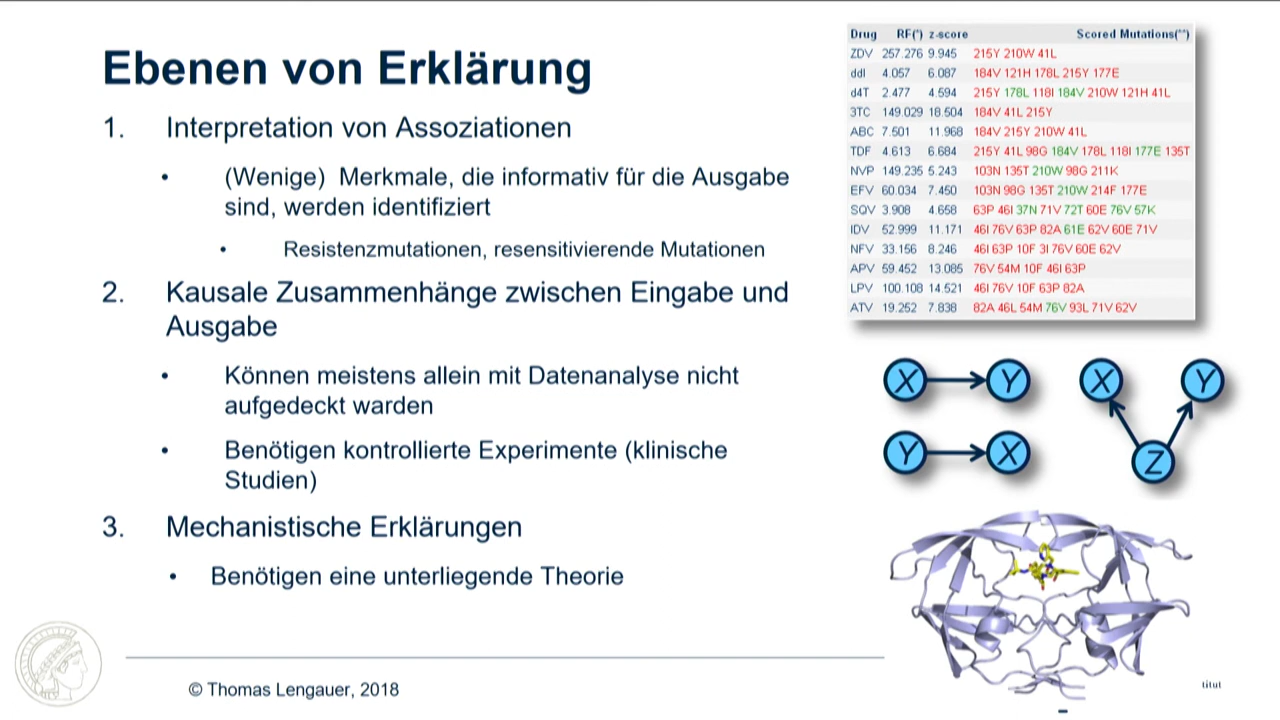 Ebenen von Erklärung
1. Interpretation von Assoziationen
• (Wenige) Merkmale, die informativ für die Ausgabe
sind, werden identifiziert
• Resistenzmutationen, resensitivierende Mutationen
2. Kausale Zusammenhänge zwischen Eingabe und
Ausgabe
• Können meistens allein mit Datenanalyse nicht
aufgedeckt warden
• Benötigen kontrollierte Experimente (klinische
Studien)
3. Mechanistische Erklärungen
• Benötigen eine unterliegende Theorie
© Thomas Lengauer, 2018
Drug RF(*) z-score Scored Mutations(**)
ZDV 257.276 9.945 215Y 210W 41L
ddI 4.057 6.087 184V 121H 178L 215Y 177E
d4T 2.477 4.594 215Y 178L 118I 184V 210W 121H 41L
3TC 149.029 18.504 184V 41L 215Y
ABC 7.501 11.968 184V 215Y 210W 41L
TDF 4.613 6.684 215Y 41L 98G 184V 178L 118I 177E 135T
NVP 149.235 5.243 103N 135T 210W 98G 211K
EFV 60.034 7.450 103N 98G 135T 210W 214F 177E
SQV 3.908 4.658 63P 46I 37N 71V 72T 60E 76V 57K
IDV 52.999 11.171 46I 76V 63P 82A 61E 62V 60E 71V
NFV 33.156 8.246 46I 63P 10F 3I 76V 60E 62V
APV 59.452 13.085 76V 54M 10F 46I 63P
LPV 100.108 14.521 46I 76V 10F 63P 82A
ATV 19.252 7.838 82A 46L 54M 76V 93L 71V 62V
X Y X Y
Y X Z
titut